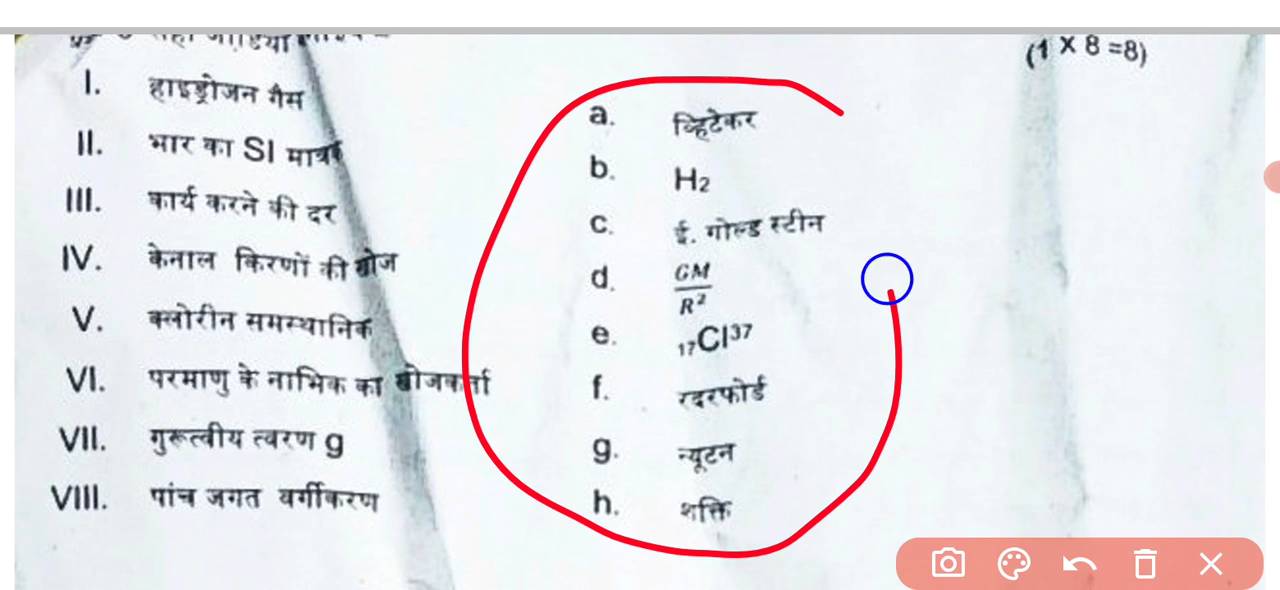 सही जोड़ियां
(1 X 8 =8)
I. हाइड्रोजन गैस
a. व्हिटेकर
II. भार का SI मात्रक
b. H2
III. कार्य करने की दर
c. ई. गोल्ड स्टीन
IV. केनाल किरणों की खोज
d. GM
R²
V. क्लोरीन समस्थानिक
e. 17Cl37
VI. परमाणु के नाभिक का खोजकर्ता
f. रदरफोर्ड
VII. गुरूत्वीय त्वरण g
g. न्यूटन
VIII. पांच जगत वर्गीकरण
h. शक्ति